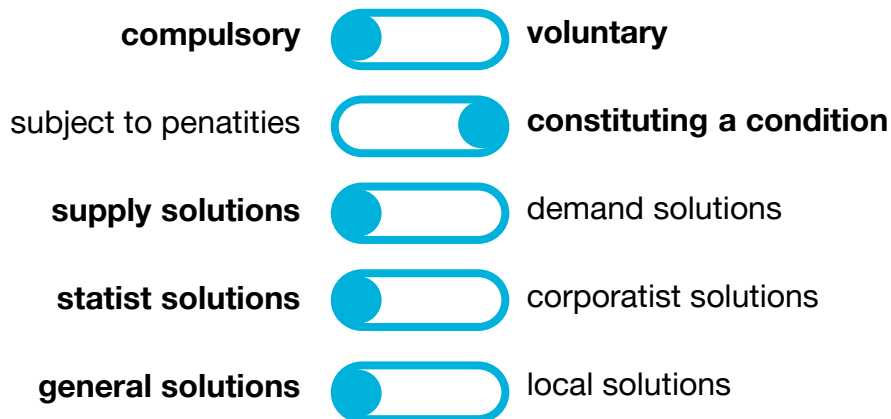 compulsory voluntary
subject to penatities constituting a condition
supply solutions demand solutions
statist solutions corporatist solutions
general solutions local solutions